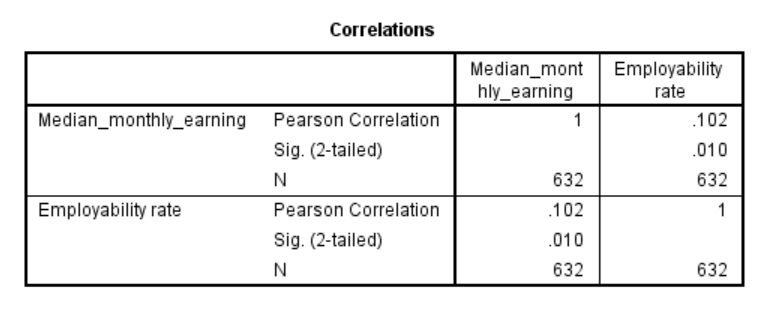 Correlations
Median_mont
hly_earning
Employability
rate
Median_monthly_earning Pearson Correlation 1 .102
Sig. (2-tailed) .010
N 632 632
Employability rate Pearson Correlation .102 1
Sig. (2-tailed) .010
N 632 632